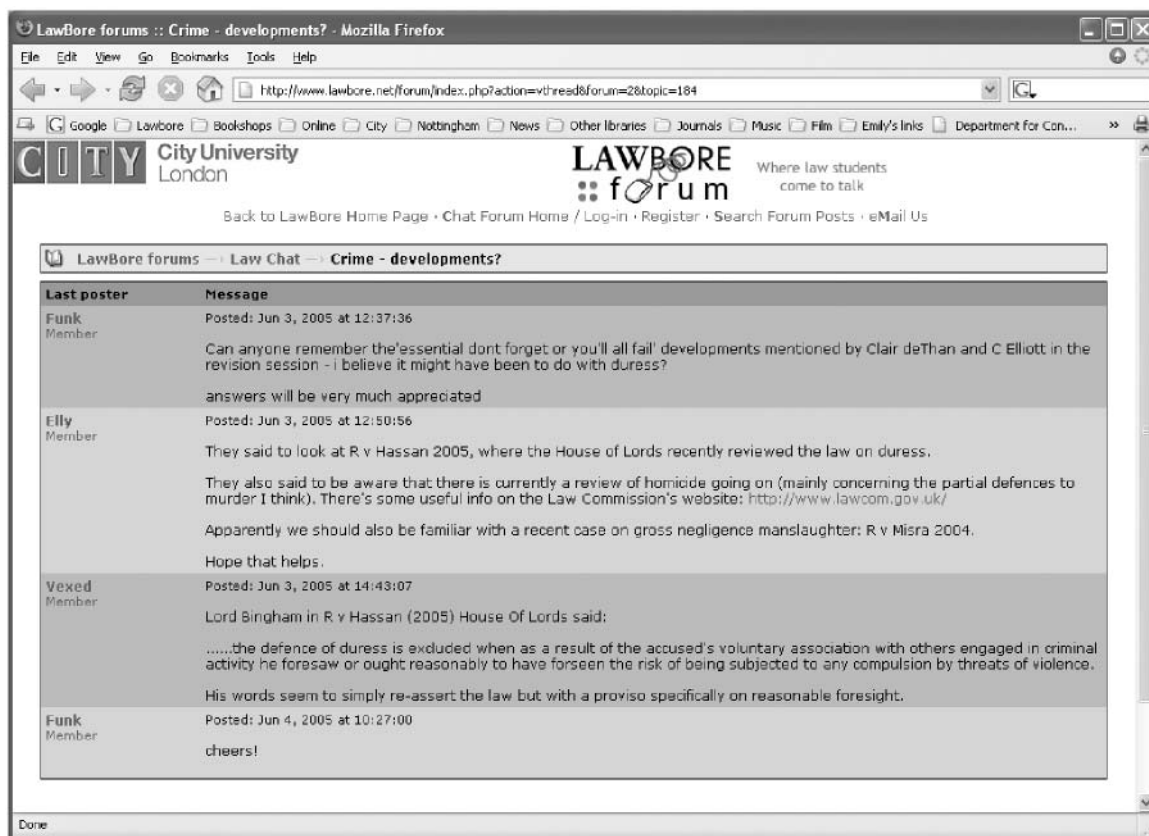 LawBore forums :: Crime - developments? - Mozilla Firefox
File Edit View Go Bookmarks Tools Help
http://www.lawbore.net/forum/index.php?action=vthread&forum=2&topic=184
G
Google Lawbore Bookshops Online City Nottingham News Other libraries Journals Music Film Emily's links Department for Con... »
CITY City University
London
LAWBORE
:: forum
Where law students
come to talk
Back to LawBore Home Page · Chat Forum Home / Log-in · Register · Search Forum Posts · eMail Us
LawBore forums → Law Chat → Crime - developments?
Last poster Message
Funk Posted: Jun 3, 2005 at 12:37:36
Member
Can anyone remember the'essential dont forget or you'll all fail' developments mentioned by Clair deThan and C Elliott in the
revision session - i believe it might have been to do with duress?
answers will be very much appreciated
Elly Posted: Jun 3, 2005 at 12:50:56
Member
They said to look at R v Hassan 2005, where the House of Lords recently reviewed the law on duress.
They also said to be aware that there is currently a review of homicide going on (mainly concerning the partial defences to
murder I think). There's some useful info on the Law Commission's website: http://www.lawcom.gov.uk/
Apparently we should also be familiar with a recent case on gross negligence manslaughter: R v Misra 2004.
Hope that helps.
Vexed Posted: Jun 3, 2005 at 14:43:07
Member
Lord Bingham in R v Hassan (2005) House Of Lords said:
......the defence of duress is excluded when as a result of the accused's voluntary association with others engaged in criminal
activity he foresaw or ought reasonably to have forseen the risk of being subjected to any compulsion by threats of violence.
His words seem to simply re-assert the law but with a proviso specifically on reasonable foresight.
Funk Posted: Jun 4, 2005 at 10:27:00
Member
cheers!
Done